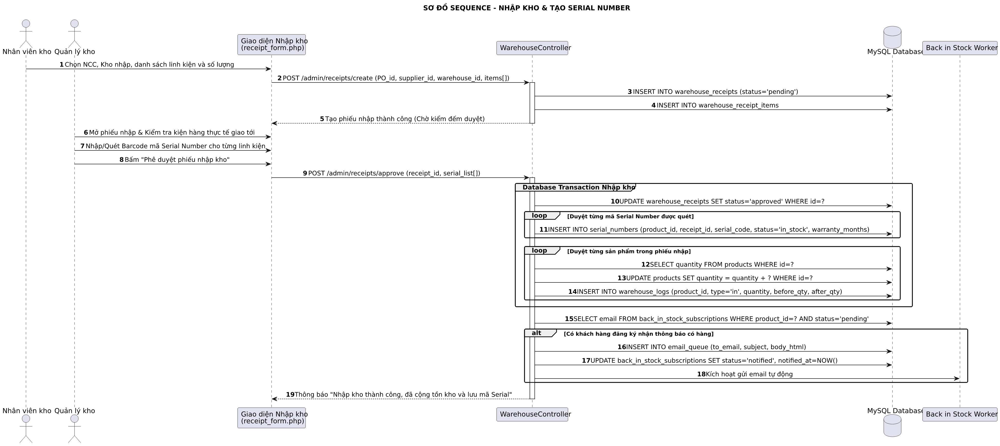 SƠ ĐỒ SEQUENCE - NHẬP KHO & TẠO SERIAL NUMBER
Nhân viên kho
Quản lý kho
Giao diện Nhập kho
(receipt_form.php)
WarehouseController
MySQL Database
Back in Stock Worker
1 Chọn NCC, Kho nhập, danh sách linh kiện và số lượng
2 POST /admin/receipts/create (PO_id, supplier_id, warehouse_id, items[])
3 INSERT INTO warehouse_receipts (status='pending')
4 INSERT INTO warehouse_receipt_items
5 Tạo phiếu nhập thành công (Chờ kiểm đếm duyệt)
6 Mở phiếu nhập & Kiểm tra kiện hàng thực tế giao tới
7 Nhập/Quét Barcode mã Serial Number cho từng linh kiện
8 Bấm "Phê duyệt phiếu nhập kho"
9 POST /admin/receipts/approve (receipt_id, serial_list[])
Database Transaction Nhập kho
10 UPDATE warehouse_receipts SET status='approved' WHERE id=?
loop [Duyệt từng mã Serial Number được quét]
11 INSERT INTO serial_numbers (product_id, receipt_id, serial_code, status='in_stock', warranty_months)
loop [Duyệt từng sản phẩm trong phiếu nhập]
12 SELECT quantity FROM products WHERE id=?
13 UPDATE products SET quantity = quantity + ? WHERE id=?
14 INSERT INTO warehouse_logs (product_id, type='in', quantity, before_qty, after_qty)
15 SELECT email FROM back_in_stock_subscriptions WHERE product_id=? AND status='pending'
alt [Có khách hàng đăng ký nhận thông báo có hàng]
16 INSERT INTO email_queue (to_email, subject, body_html)
17 UPDATE back_in_stock_subscriptions SET status='notified', notified_at=NOW()
18 Kích hoạt gửi email tự động
19 Thông báo "Nhập kho thành công, đã cộng tồn kho và lưu mã Serial"
Nhân viên kho
Quản lý kho
Giao diện Nhập kho
(receipt_form.php)
WarehouseController
MySQL Database
Back in Stock Worker